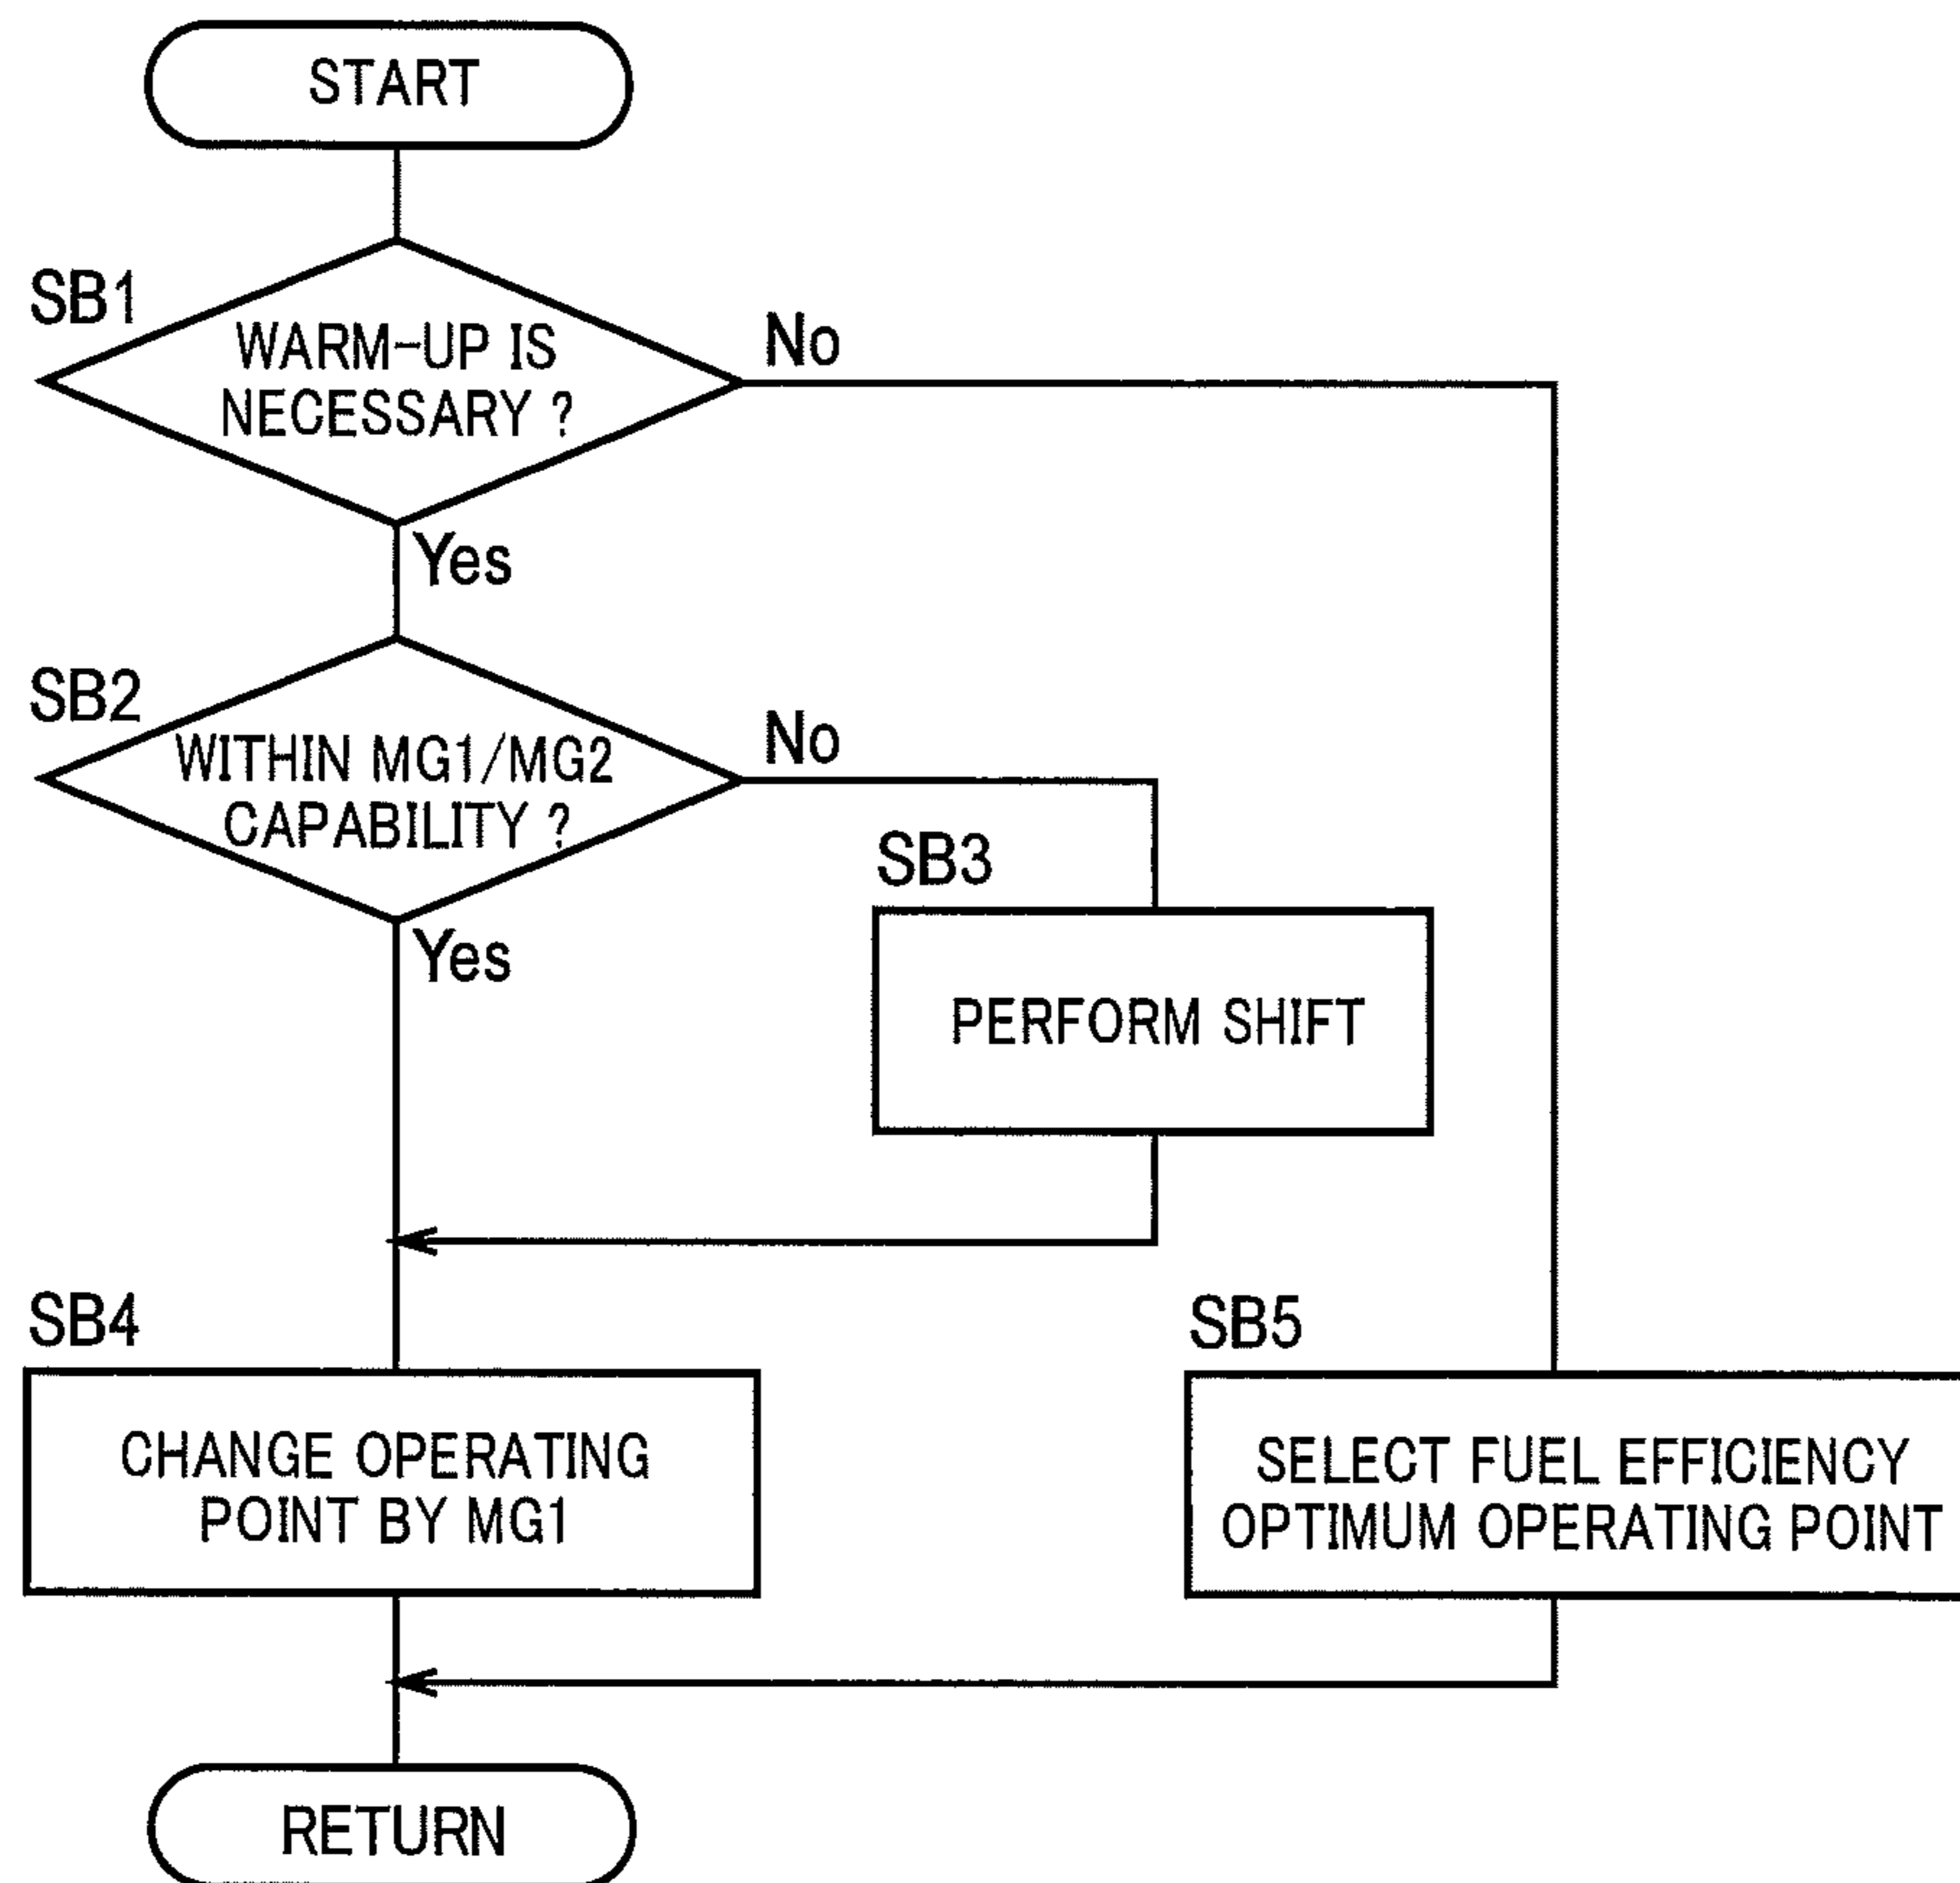 START
SB1
WARM-UP IS
NECESSARY ?
No
Yes
SB2
WITHIN MG1/MG2
CAPABILITY ?
No
SB3
Yes
PERFORM SHIFT
SB4
SB5
CHANGE OPERATING
POINT BY MG1
SELECT FUEL EFFICIENCY
OPTIMUM OPERATING POINT
RETURN